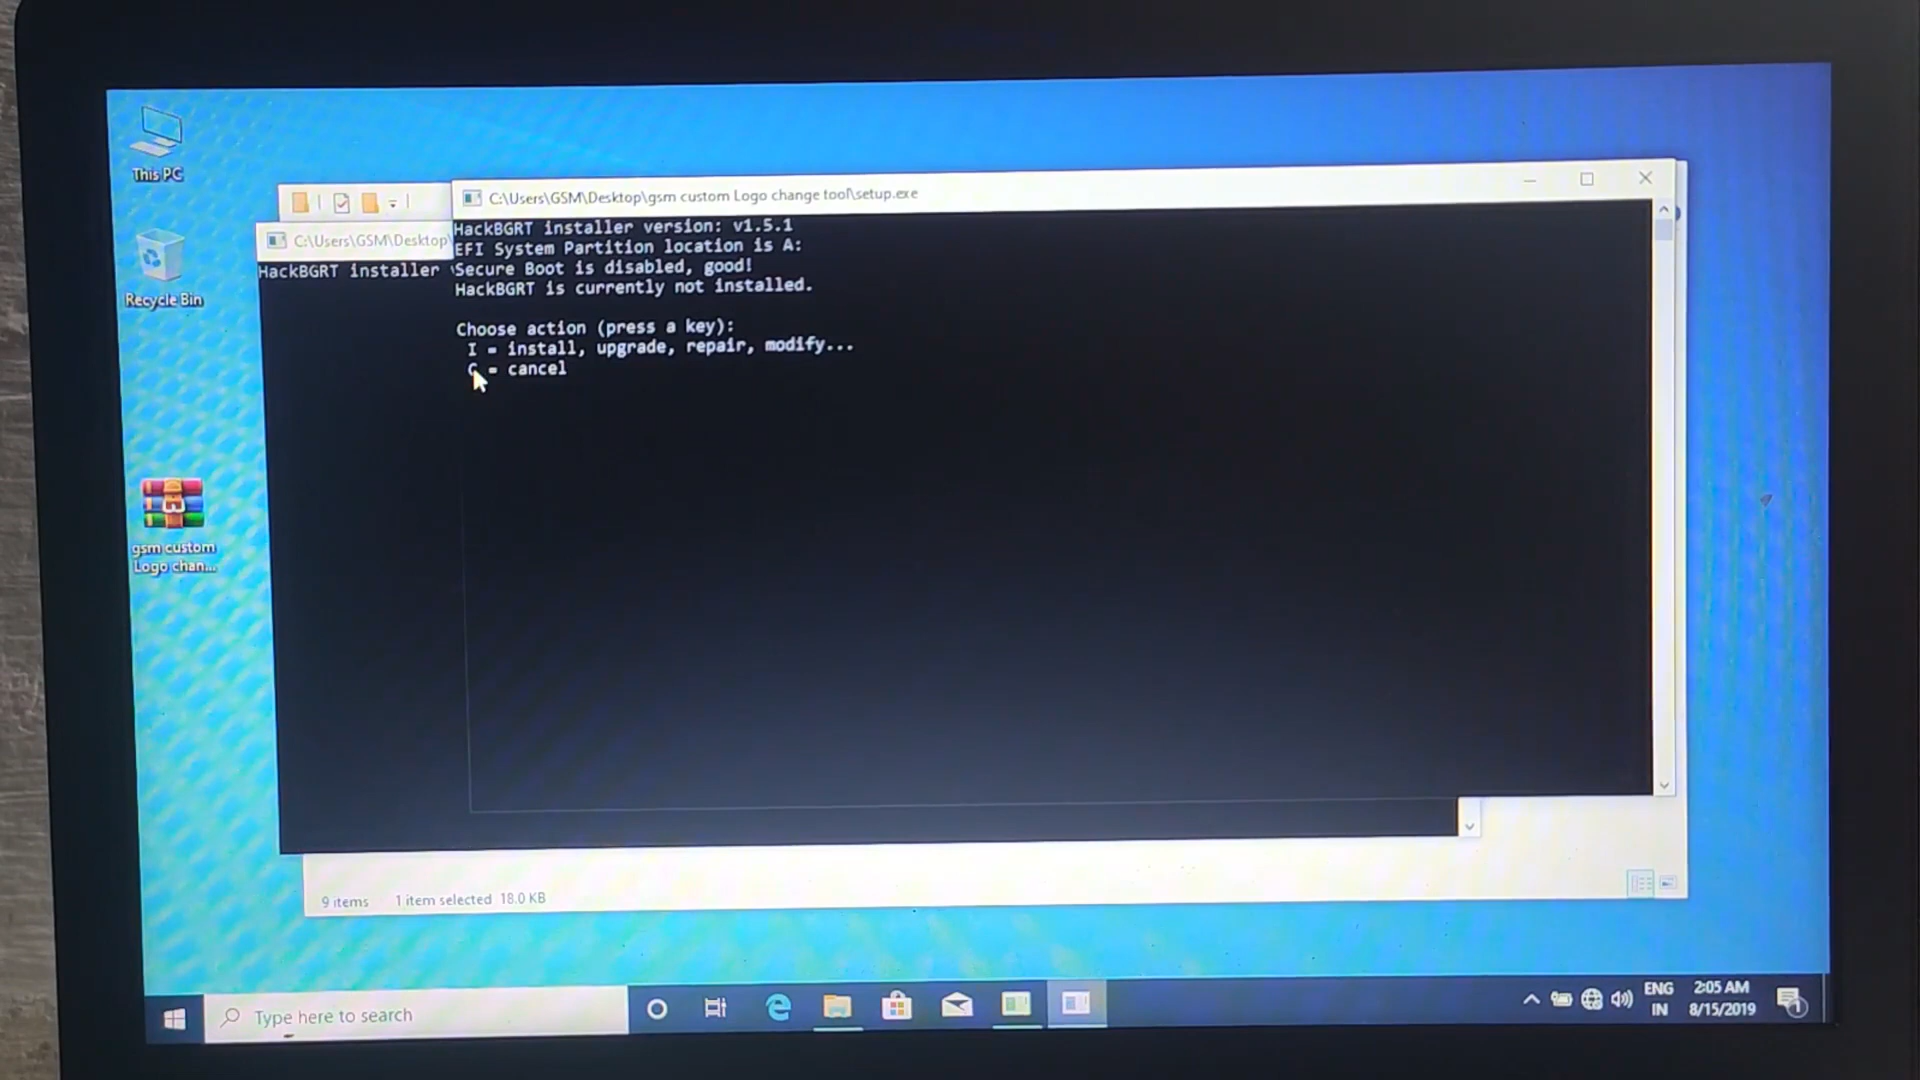 This PC
Recycle Bin
gsm custom
Logo chan...
C:\Users\GSM\Desktop\gsm custom Logo change tool\setup.exe
HackBGRT installer version: v1.5.1
EFI System Partition location is A:
Secure Boot is disabled, good!
HackBGRT is currently not installed.
Choose action (press a key):
I = install, upgrade, repair, modify...
C = cancel
C:\Users\GSM\Desktop\
HackBGRT installer
9 items 1 item selected 18.0 KB
Type here to search
ENG
IN
2:05 AM
8/15/2019
1